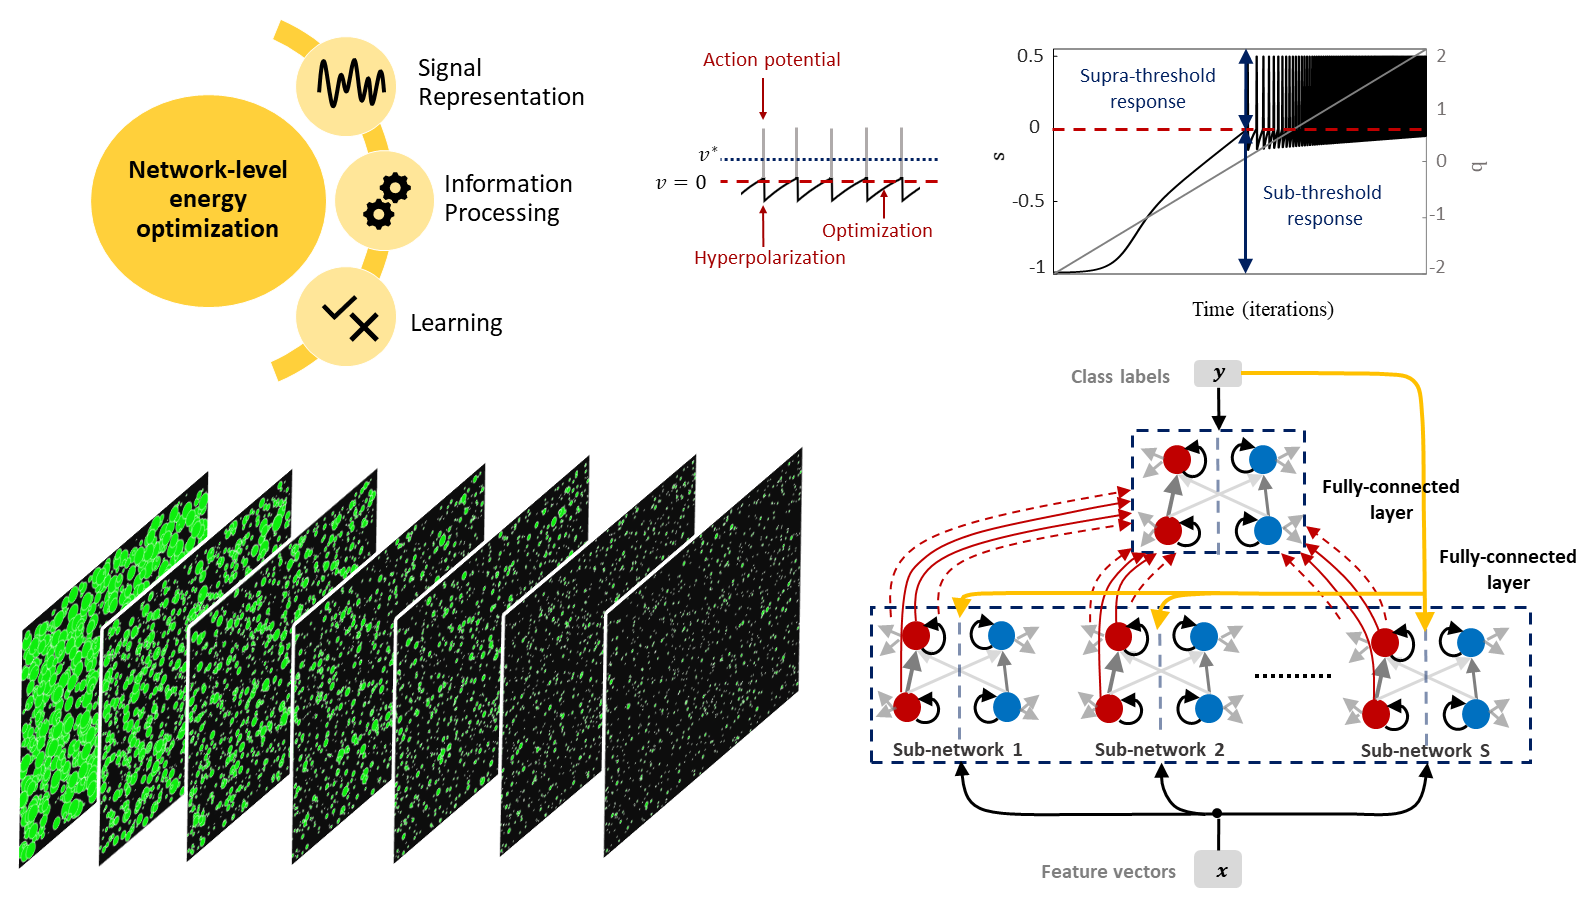 Network-level
energy
optimization
Signal
Representation
Information
Processing
Learning
Action potential
v*
v = 0
Optimization
Hyperpolarization
0.5
0
-0.5
-1
s
Supra-threshold
response
Sub-threshold
response
2
1
0
-1
-2
b
Time (iterations)
Class labels
y
Fully-connected
layer
Fully-connected
layer
Sub-network 1
Sub-network 2
Sub-network S
Feature vectors
x